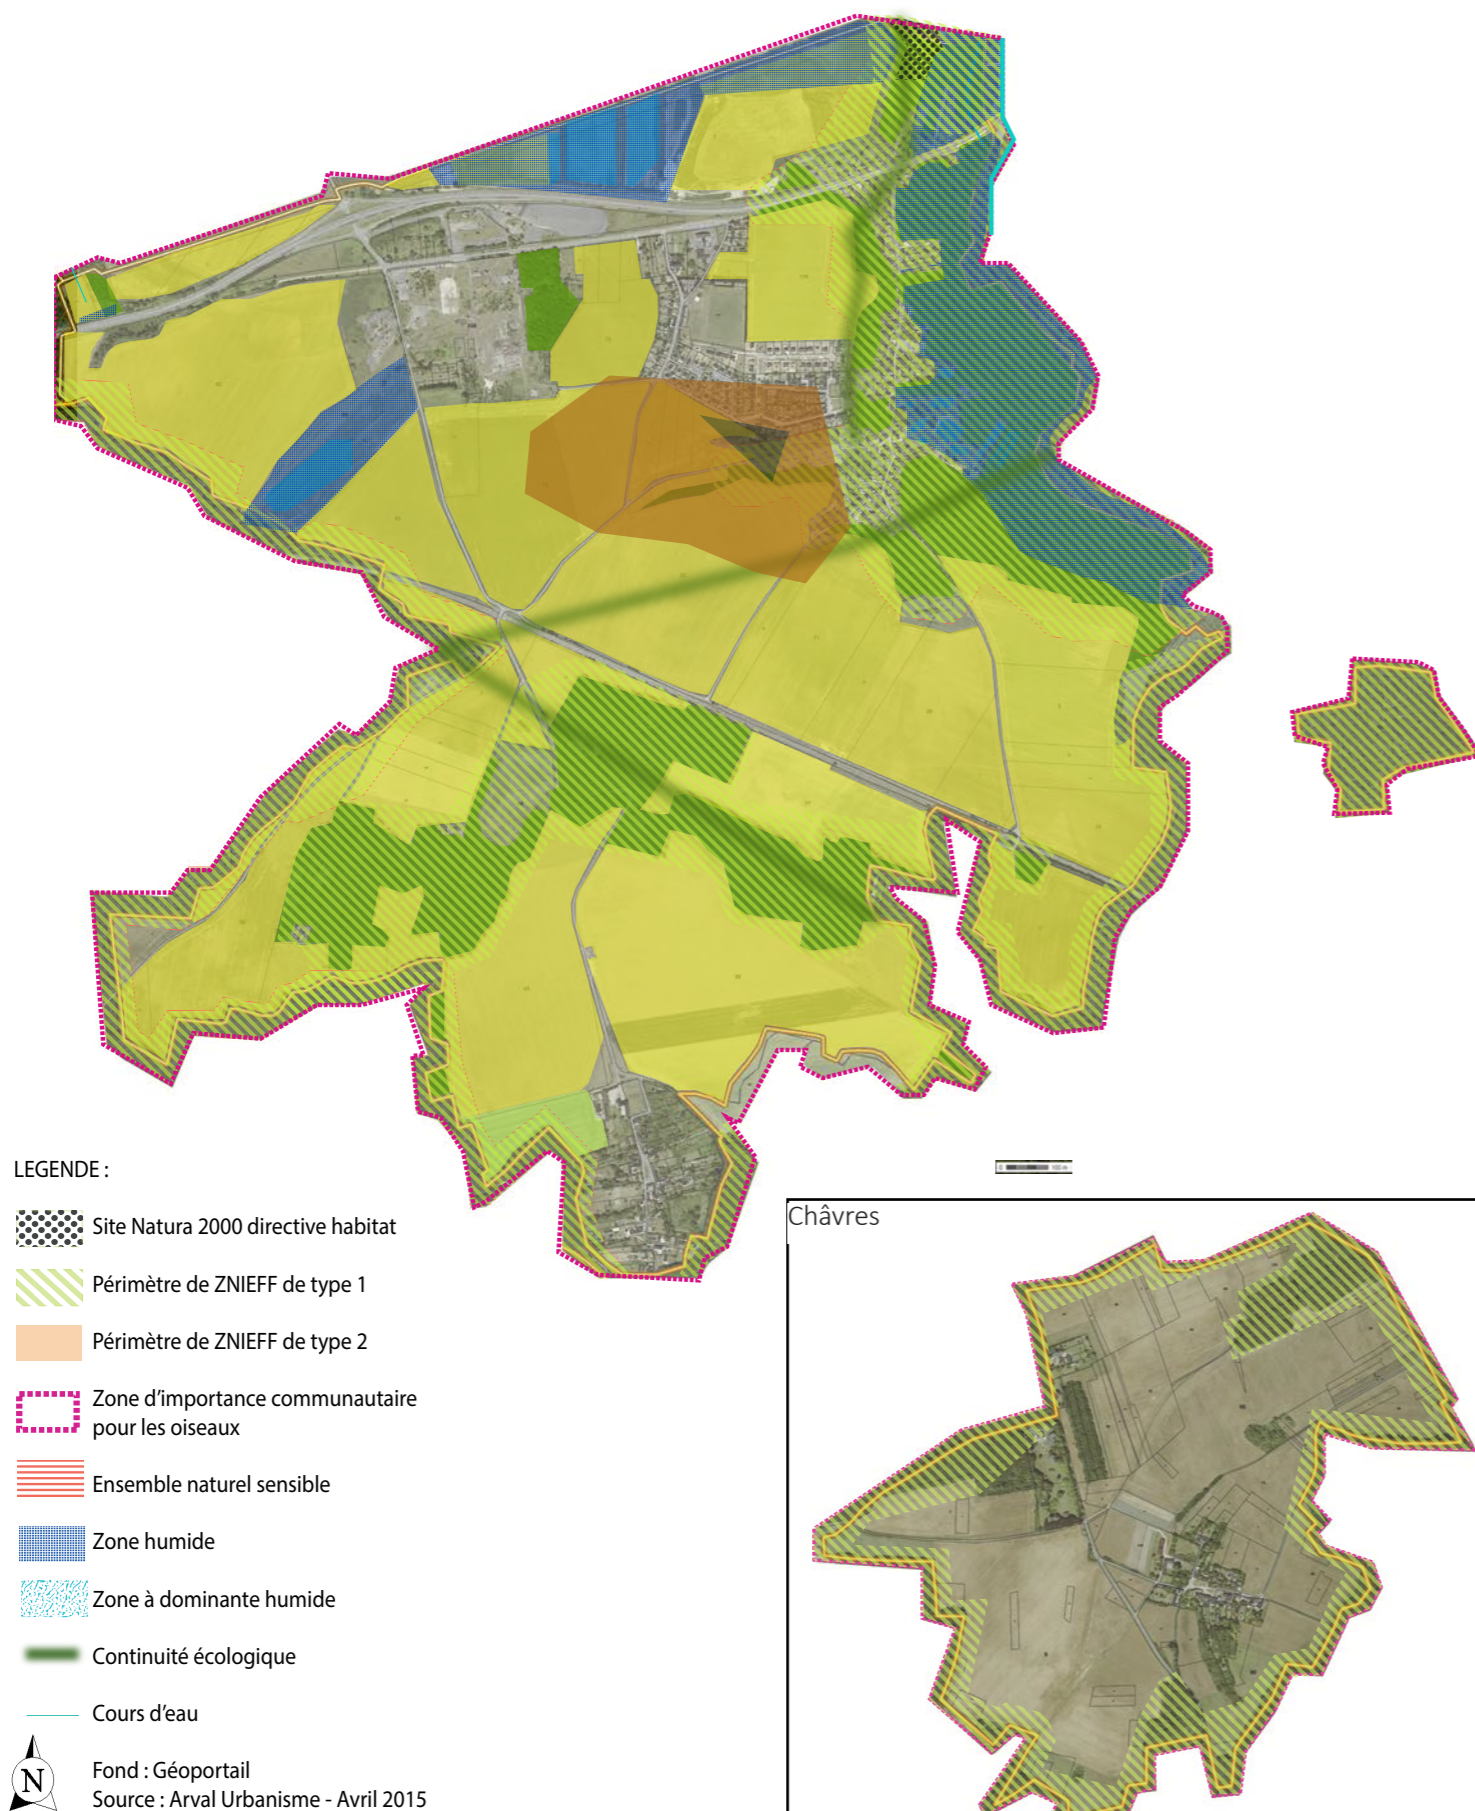 LEGENDE :
Site Natura 2000 directive habitat
Périmètre de ZNIEFF de type 1
Périmètre de ZNIEFF de type 2
Zone d'importance communautaire
pour les oiseaux
Ensemble naturel sensible
Zone humide
Zone à dominante humide
Continuité écologique
Cours d'eau
N
Fond : Géoportail
Source : Arval Urbanisme - Avril 2015
Châvres